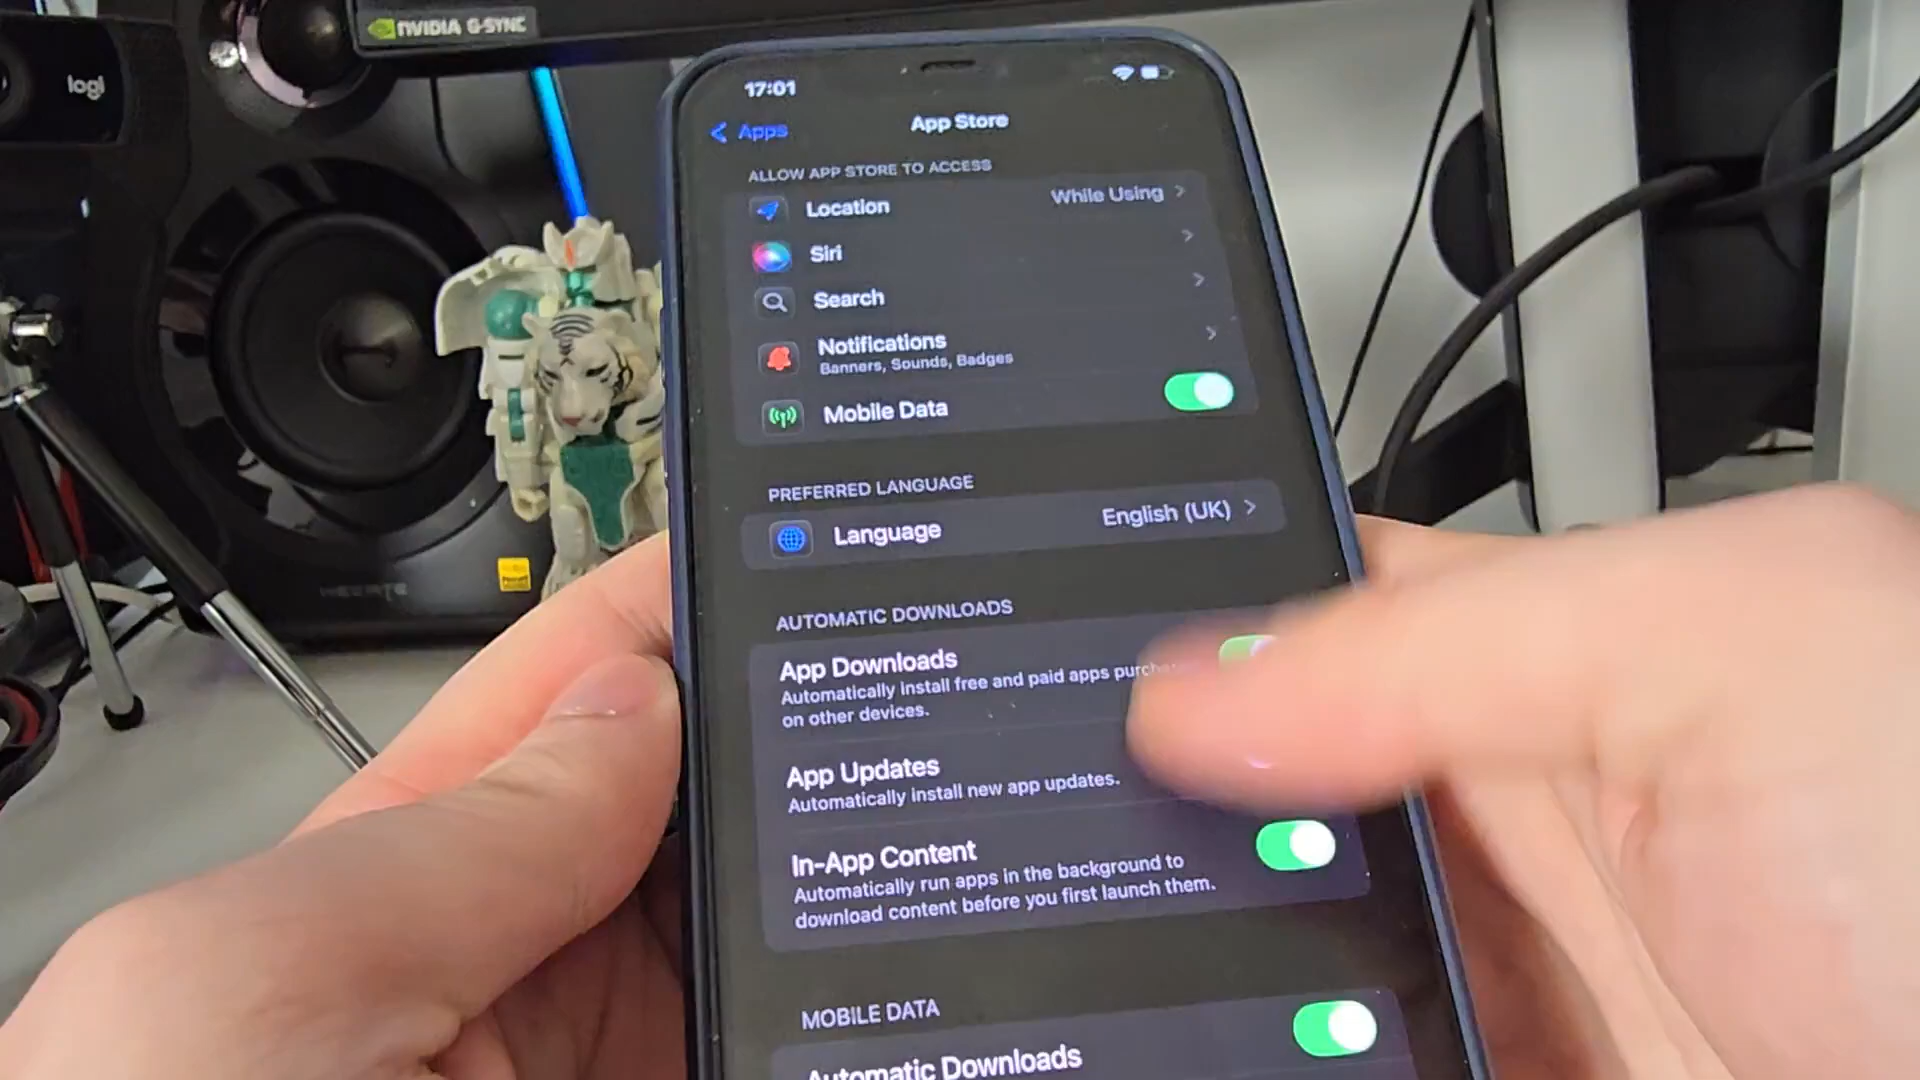 NVIDIA G-SYNC
logi
17:01
Apps
App Store
ALLOW APP STORE TO ACCESS
Location
While Using
Siri
Search
Notifications
Banners, Sounds, Badges
Mobile Data
PREFERRED LANGUAGE
Language
English (UK)
AUTOMATIC DOWNLOADS
App Downloads
Automatically install free and paid apps
on other devices.
App Updates
Automatically install new app updates.
In-App Content
Automatically run apps in the background to
download content before you first launch them.
MOBILE DATA
Automatic Downloads